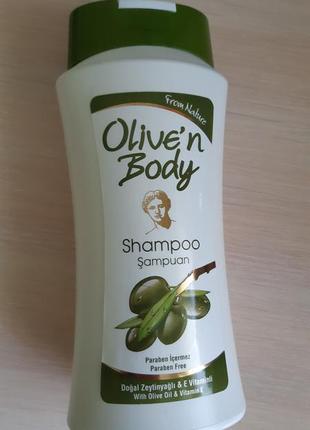 From Nature
Olive'n
Body
Shampoo
Şampuan
Paraben İçermez
Paraben Free
Doğal Zeytinyağlı & E Vitaminli
With Olive Oil & Vitamin E